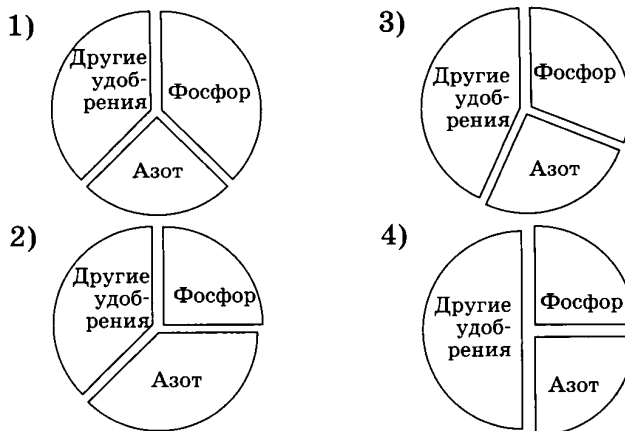 1)
Другие
удоб-
рения
Фосфор
Азот
2)
Другие
удоб-
рения
Фосфор
Азот
3)
Другие
удоб-
рения
Фосфор
Азот
4)
Другие
удоб-
рения
Фосфор
Азот